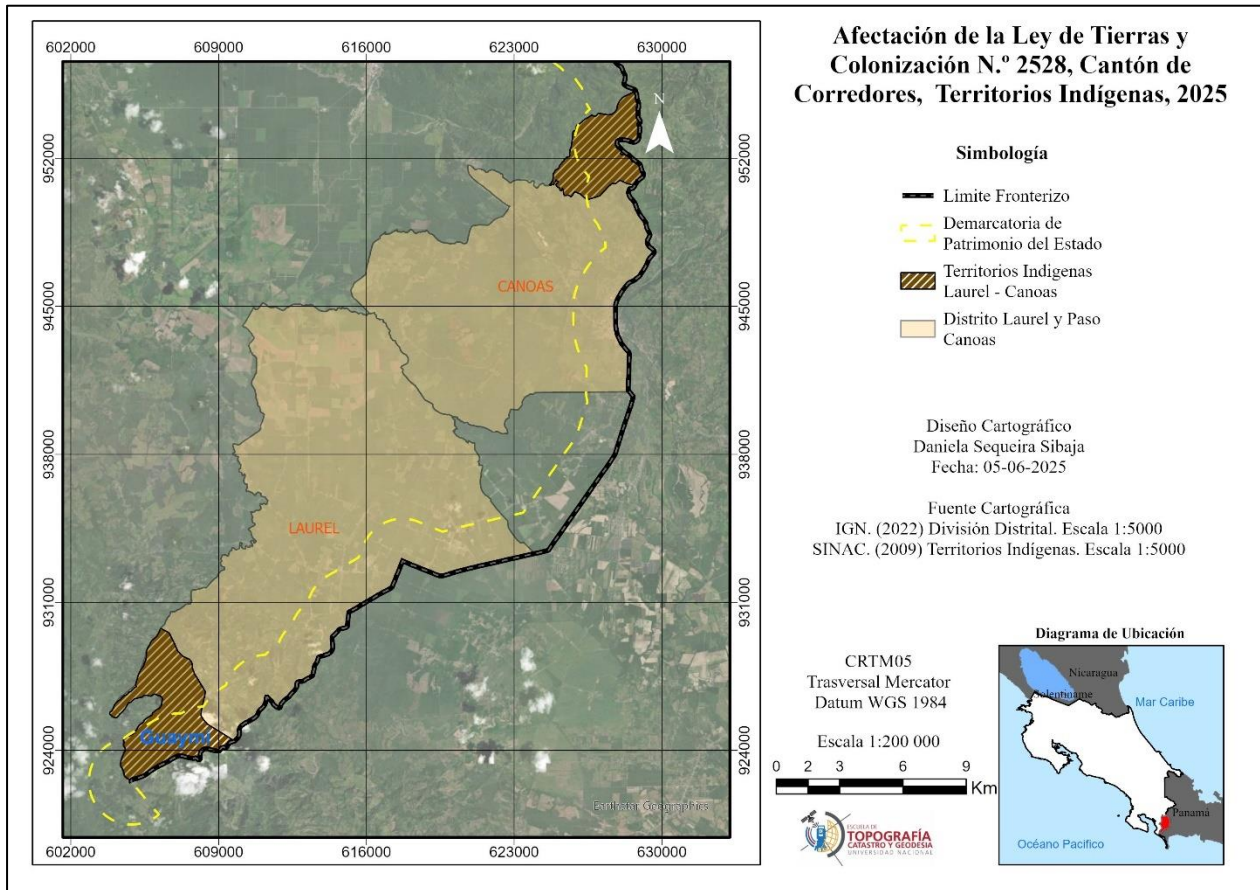 Afectación de la Ley de Tierras y
Colonización N.º 2528, Cantón de
Corredores, Territorios Indígenas, 2025
602000
609000
616000
623000
630000
N
952000
952000
CANOAS
945000
945000
938000
938000
LAUREL
931000
931000
Guaymi
924000
924000
Earthstar Geographics
602000
609000
616000
623000
630000
Simbología
Limite Fronterizo
Demarcatoria de
Patrimonio del Estado
Territorios Indigenas
Laurel - Canoas
Distrito Laurel y Paso
Canoas
Diseño Cartográfico
Daniela Sequeira Sibaja
Fecha: 05-06-2025
Fuente Cartográfica
IGN. (2022) División Distrital. Escala 1:5000
SINAC. (2009) Territorios Indígenas. Escala 1:5000
CRTM05
Trasversal Mercator
Datum WGS 1984
Escala 1:200 000
0 2 4 6 9
Km
ESCUELA DE
TOPOGRAFÍA
CATASTRO Y GEODESIA
UNIVERSIDAD NACIONAL
Diagrama de Ubicación
Nicaragua
Solentiname
Mar Caribe
Panamá
Océano Pacífico